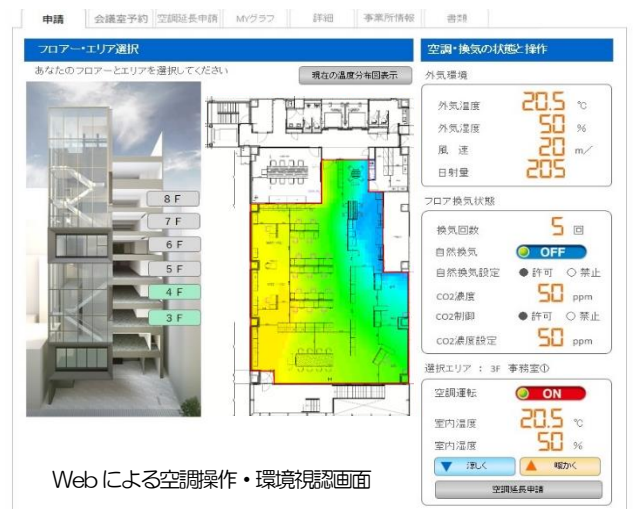 申請 会議室予約 空調延長申請 MYグラフ 詳細 事業所情報 書類
フロアー・エリア選択
あなたのフロアーとエリアを選択してください
現在の温度分布図表示
8F
7F
6F
5F
4F
3F
Webによる空調操作・環境視認画面
空調・換気の状態と操作
外気環境
外気温度 20.5 ℃
外気湿度 50 %
風 速 20 m/
日射量 205
フロア換気状態
換気回数 5 回
自然換気 OFF
自然換気設定 ●許可 ○禁止
CO2濃度 50 ppm
CO2制御 ●許可 ○禁止
CO2濃度設定 50 ppm
選択エリア : 3F 事務室①
空調運転 ON
室内温度 20.5 ℃
室内湿度 50 %
▼ 涼しく ▲ 暖かく
空調延長申請